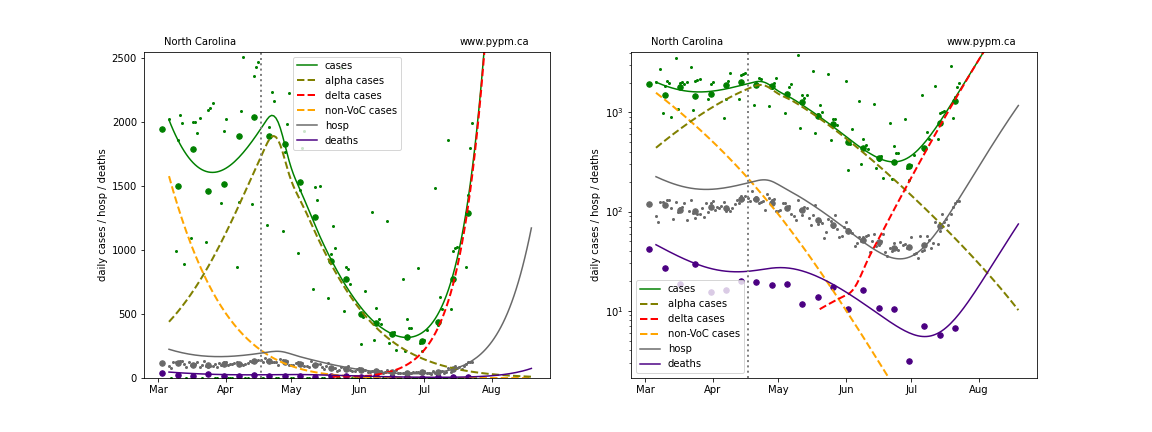 North Carolina www.pypm.ca
2500
2000
1500
1000
500
0
daily cases / hosp / deaths
cases
alpha cases
delta cases
non-VoC cases
hosp
deaths
Mar Apr May Jun Jul Aug
North Carolina www.pypm.ca
10³
10²
10¹
daily cases / hosp / deaths
cases
alpha cases
delta cases
non-VoC cases
hosp
deaths
Mar Apr May Jun Jul Aug